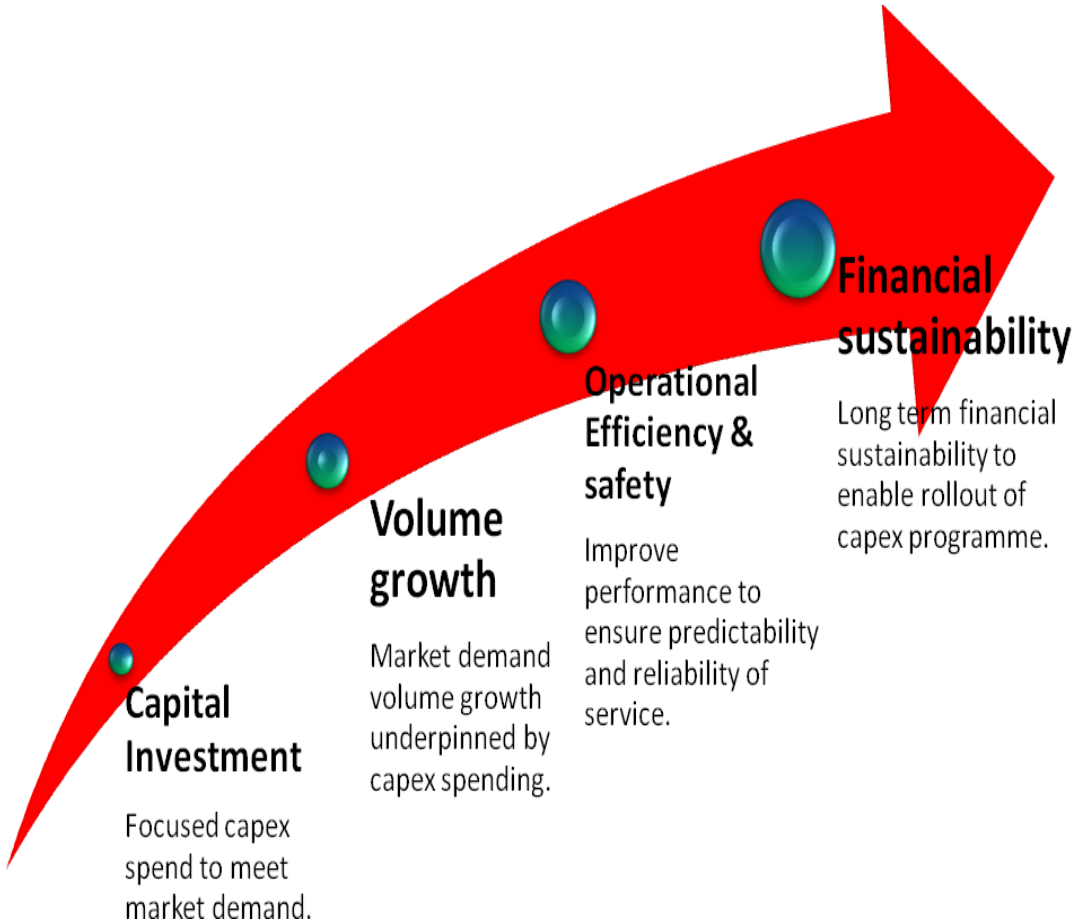 Capital
Investment
Focused capex
spend to meet
market demand.
Volume
growth
Market demand
volume growth
underpinned by
capex spending.
Operational
Efficiency &
safety
Improve
performance to
ensure predictability
and reliability of
service.
Financial
sustainability
Long term financial
sustainability to
enable rollout of
capex programme.